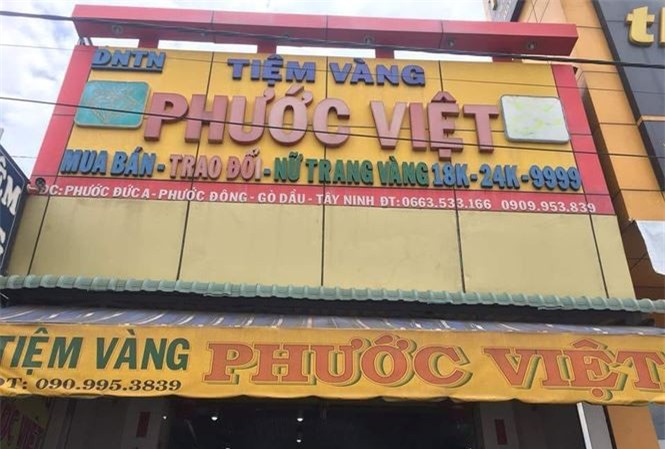 DNTN
TIỆM VÀNG
PHƯỚC VIỆT
MUA BÁN - TRAO ĐỔI - NỮ TRANG VÀNG 18K - 24K - 9999
ĐC: PHƯỚC ĐỨC A - PHƯỚC ĐÔNG - GÒ DẦU - TÂY NINH ĐT: 0663.533.166 0909.953.839
TIỆM VÀNG PHƯỚC VIỆT
ĐT: 090.995.3839